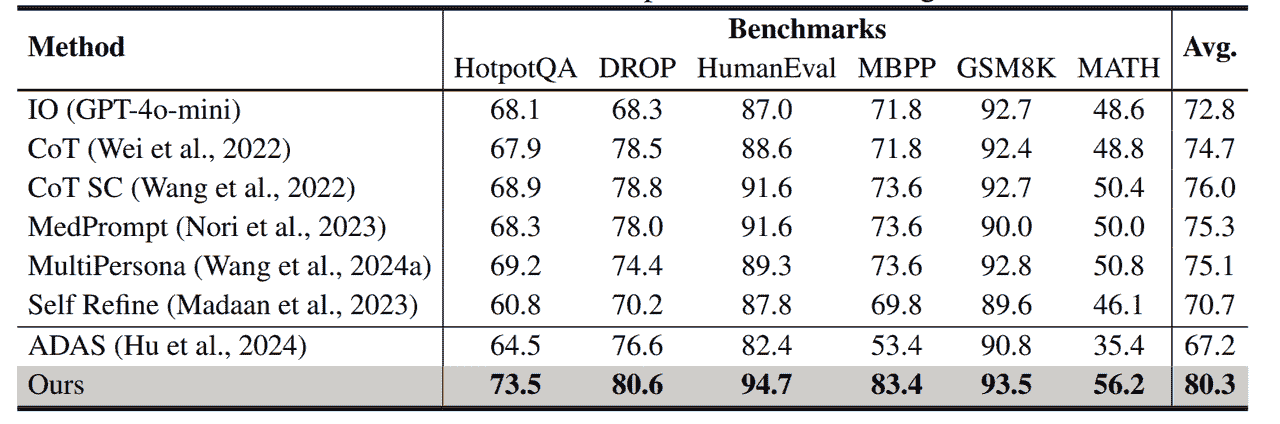 Method Benchmarks Avg.
HotpotQA DROP HumanEval MBPP GSM8K MATH
IO (GPT-4o-mini) 68.1 68.3 87.0 71.8 92.7 48.6 72.8
CoT (Wei et al., 2022) 67.9 78.5 88.6 71.8 92.4 48.8 74.7
CoT SC (Wang et al., 2022) 68.9 78.8 91.6 73.6 92.7 50.4 76.0
MedPrompt (Nori et al., 2023) 68.3 78.0 91.6 73.6 90.0 50.0 75.3
MultiPersona (Wang et al., 2024a) 69.2 74.4 89.3 73.6 92.8 50.8 75.1
Self Refine (Madaan et al., 2023) 60.8 70.2 87.8 69.8 89.6 46.1 70.7
ADAS (Hu et al., 2024) 64.5 76.6 82.4 53.4 90.8 35.4 67.2
Ours 73.5 80.6 94.7 83.4 93.5 56.2 80.3